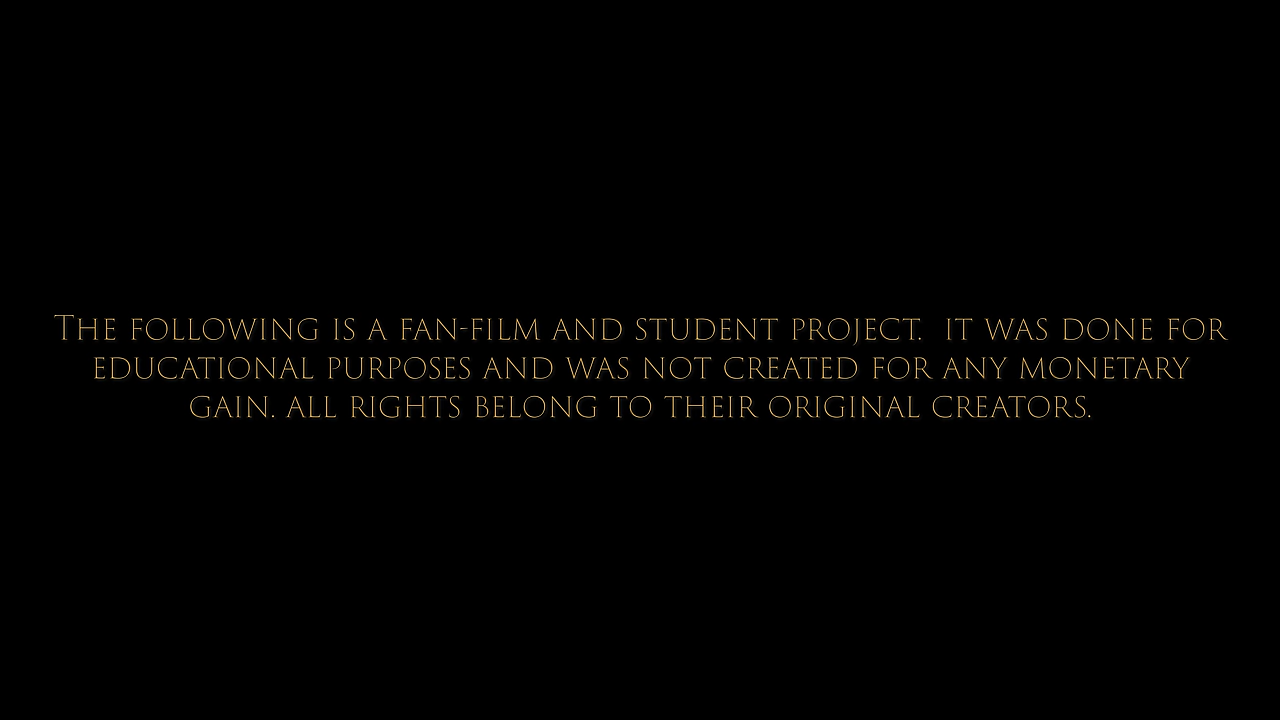 The following is a fan-film and student project.  it was done for
educational purposes and was not created for any monetary
gain. all rights belong to their original creators.